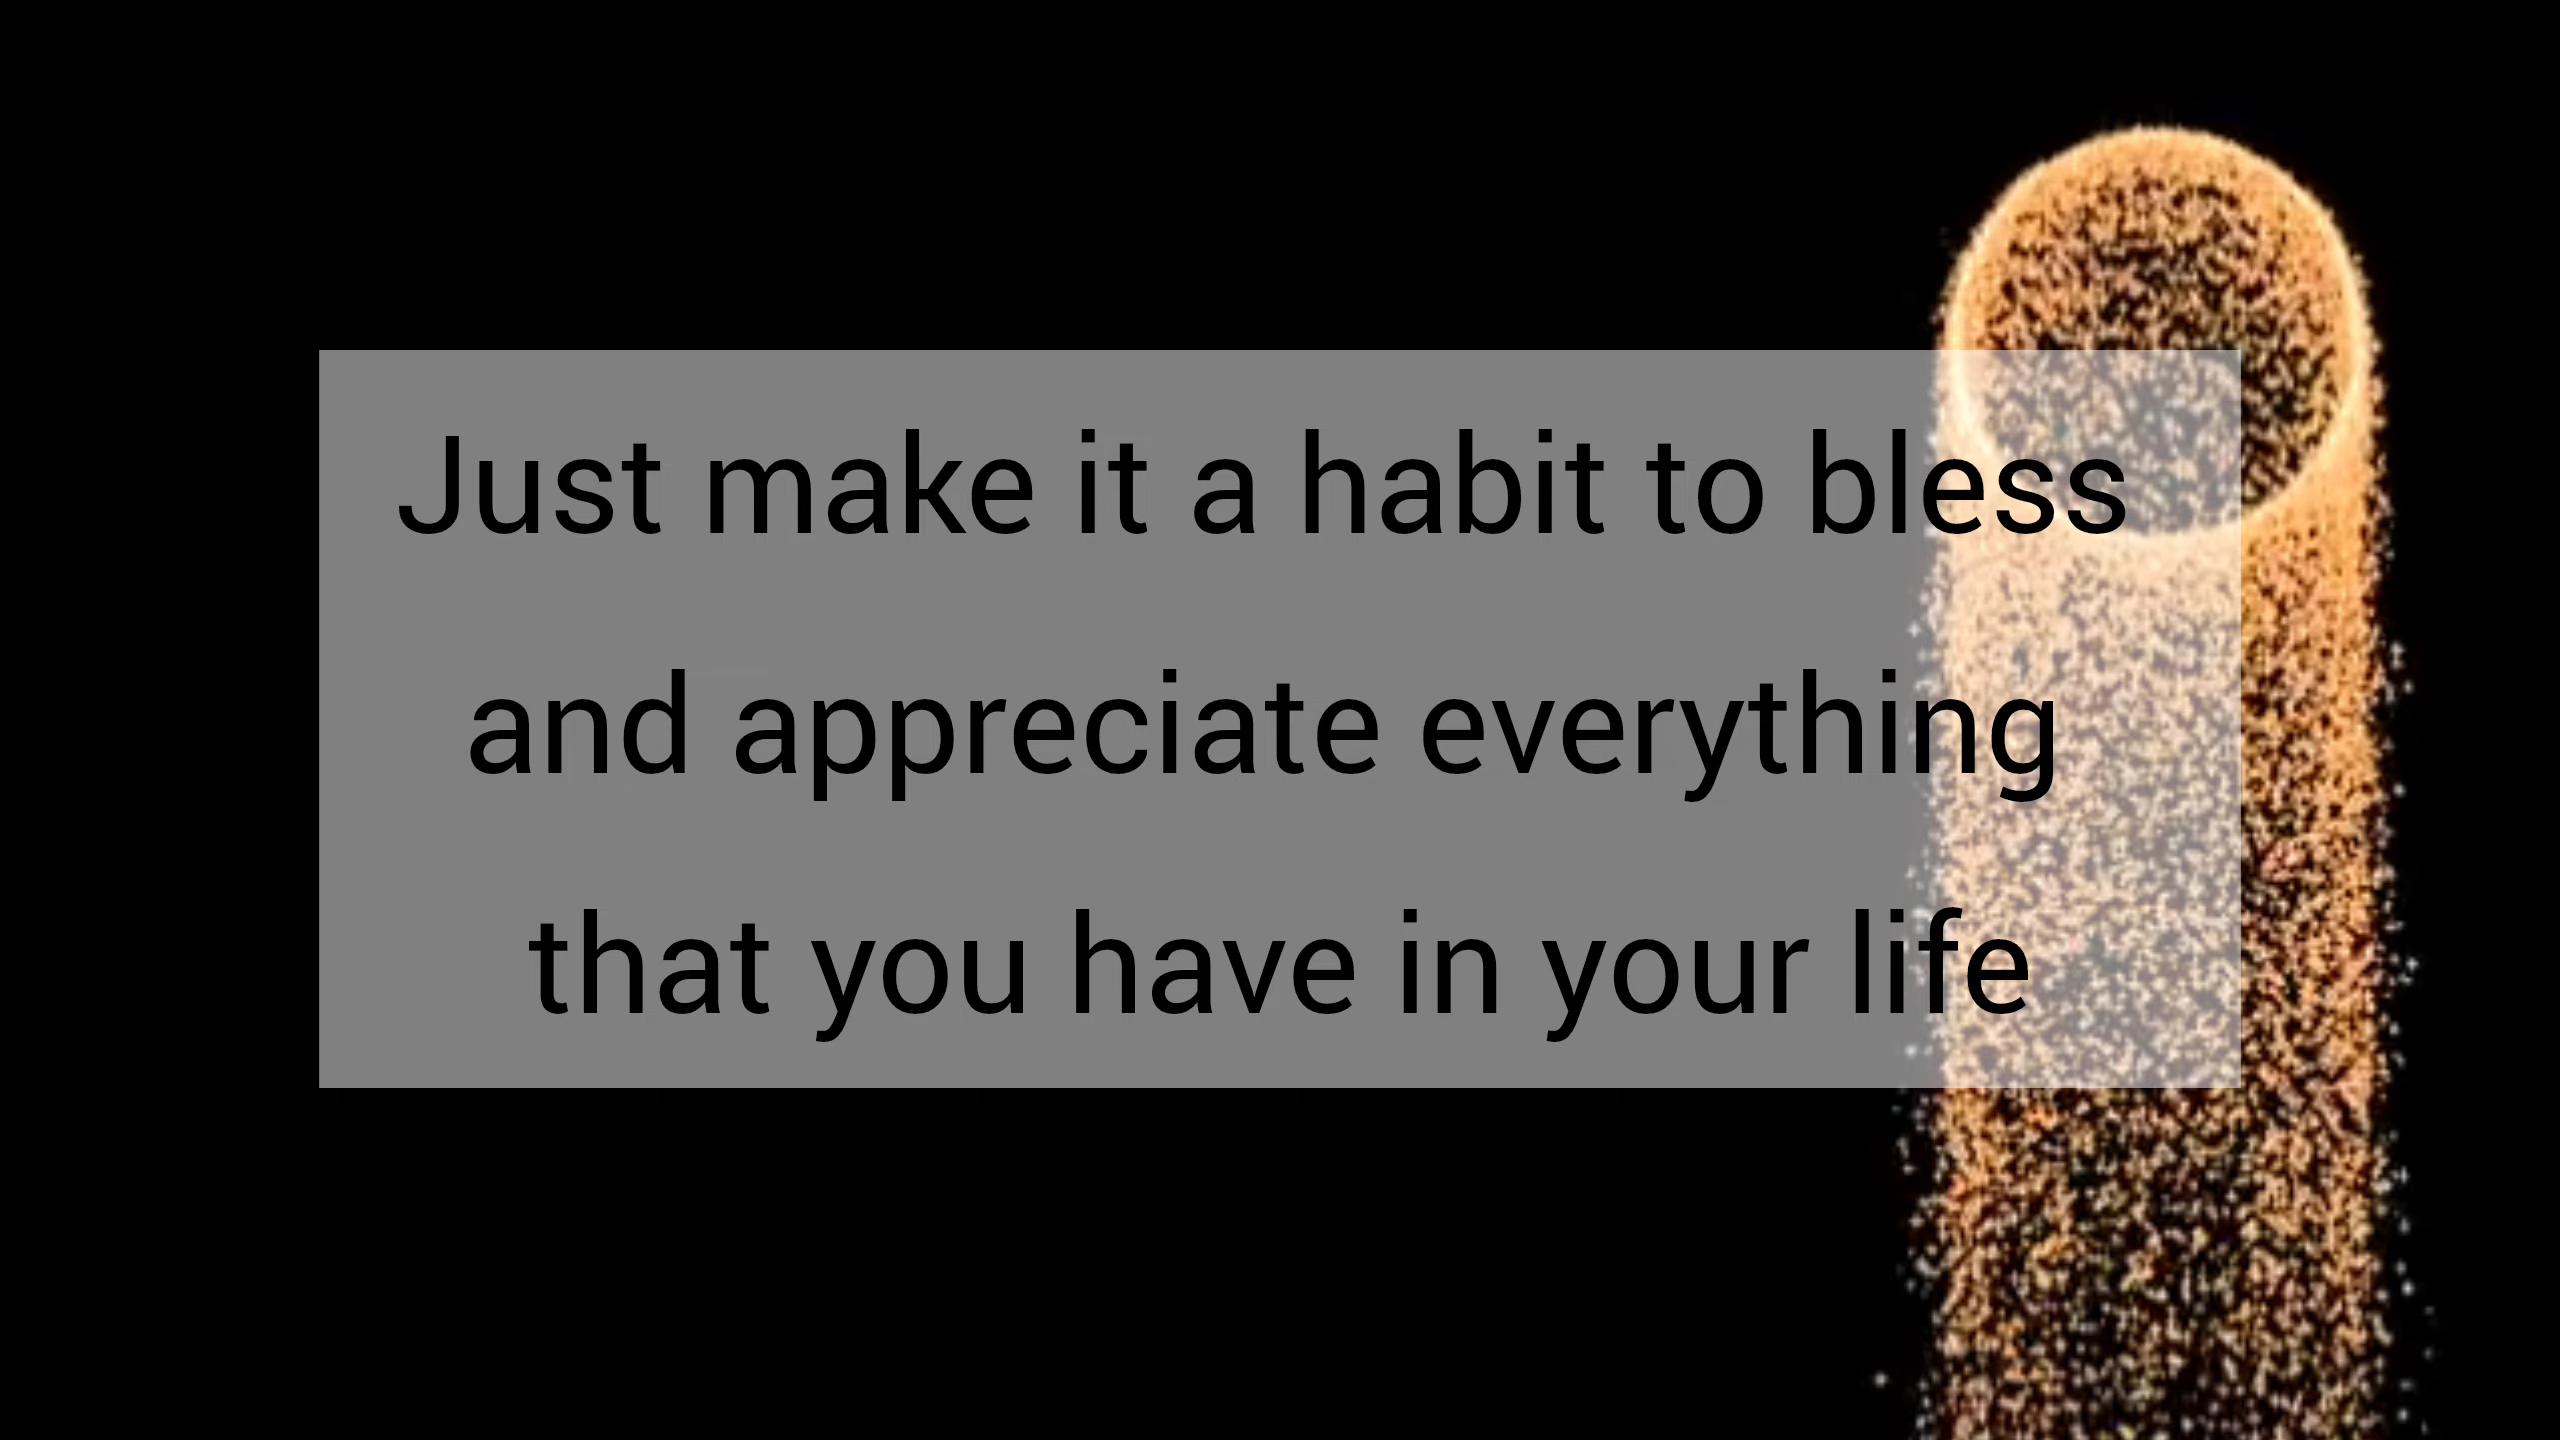 Just make it a habit to bless
and appreciate everything
that you have in your life